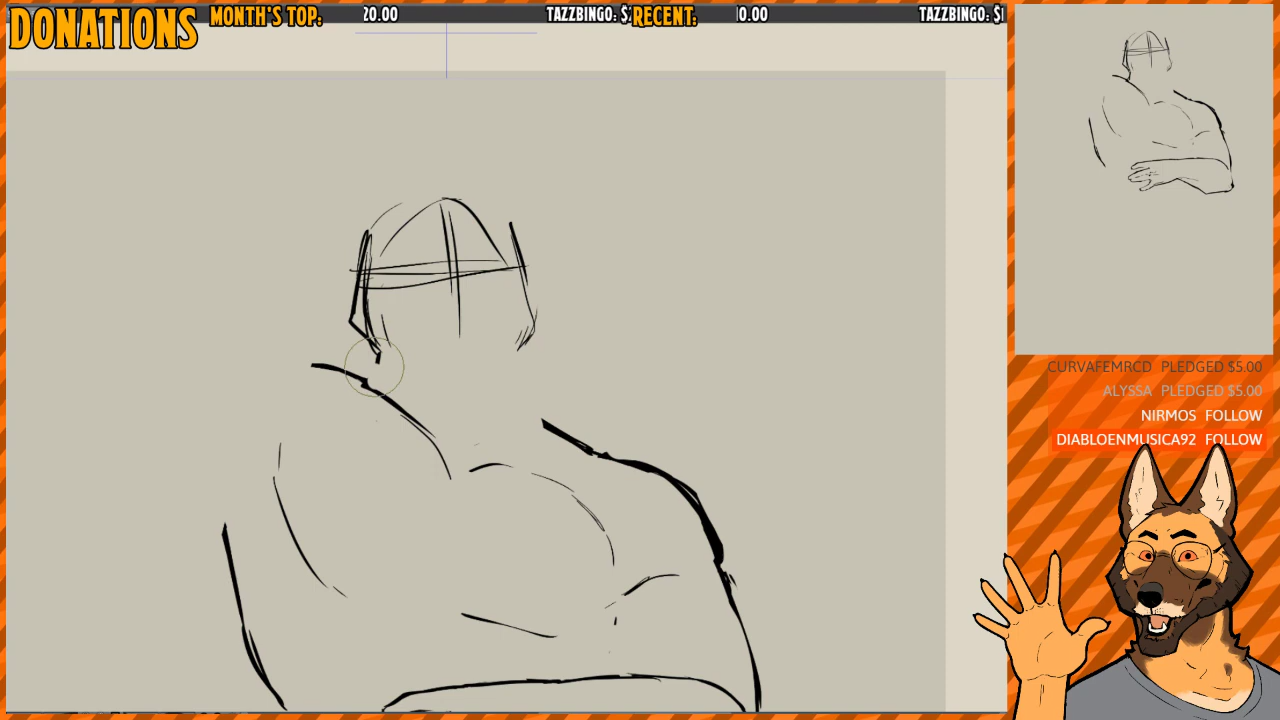 DONATIONS
MONTH'S TOP: 20.00 TAZZBINGO: $
RECENT: 0.00 TAZZBINGO: $
CURVAFEMRCD PLEDGED $5.00
ALYSSA PLEDGED $5.00
NIRMOS FOLLOW
DIABLOENMUSICA92 FOLLOW